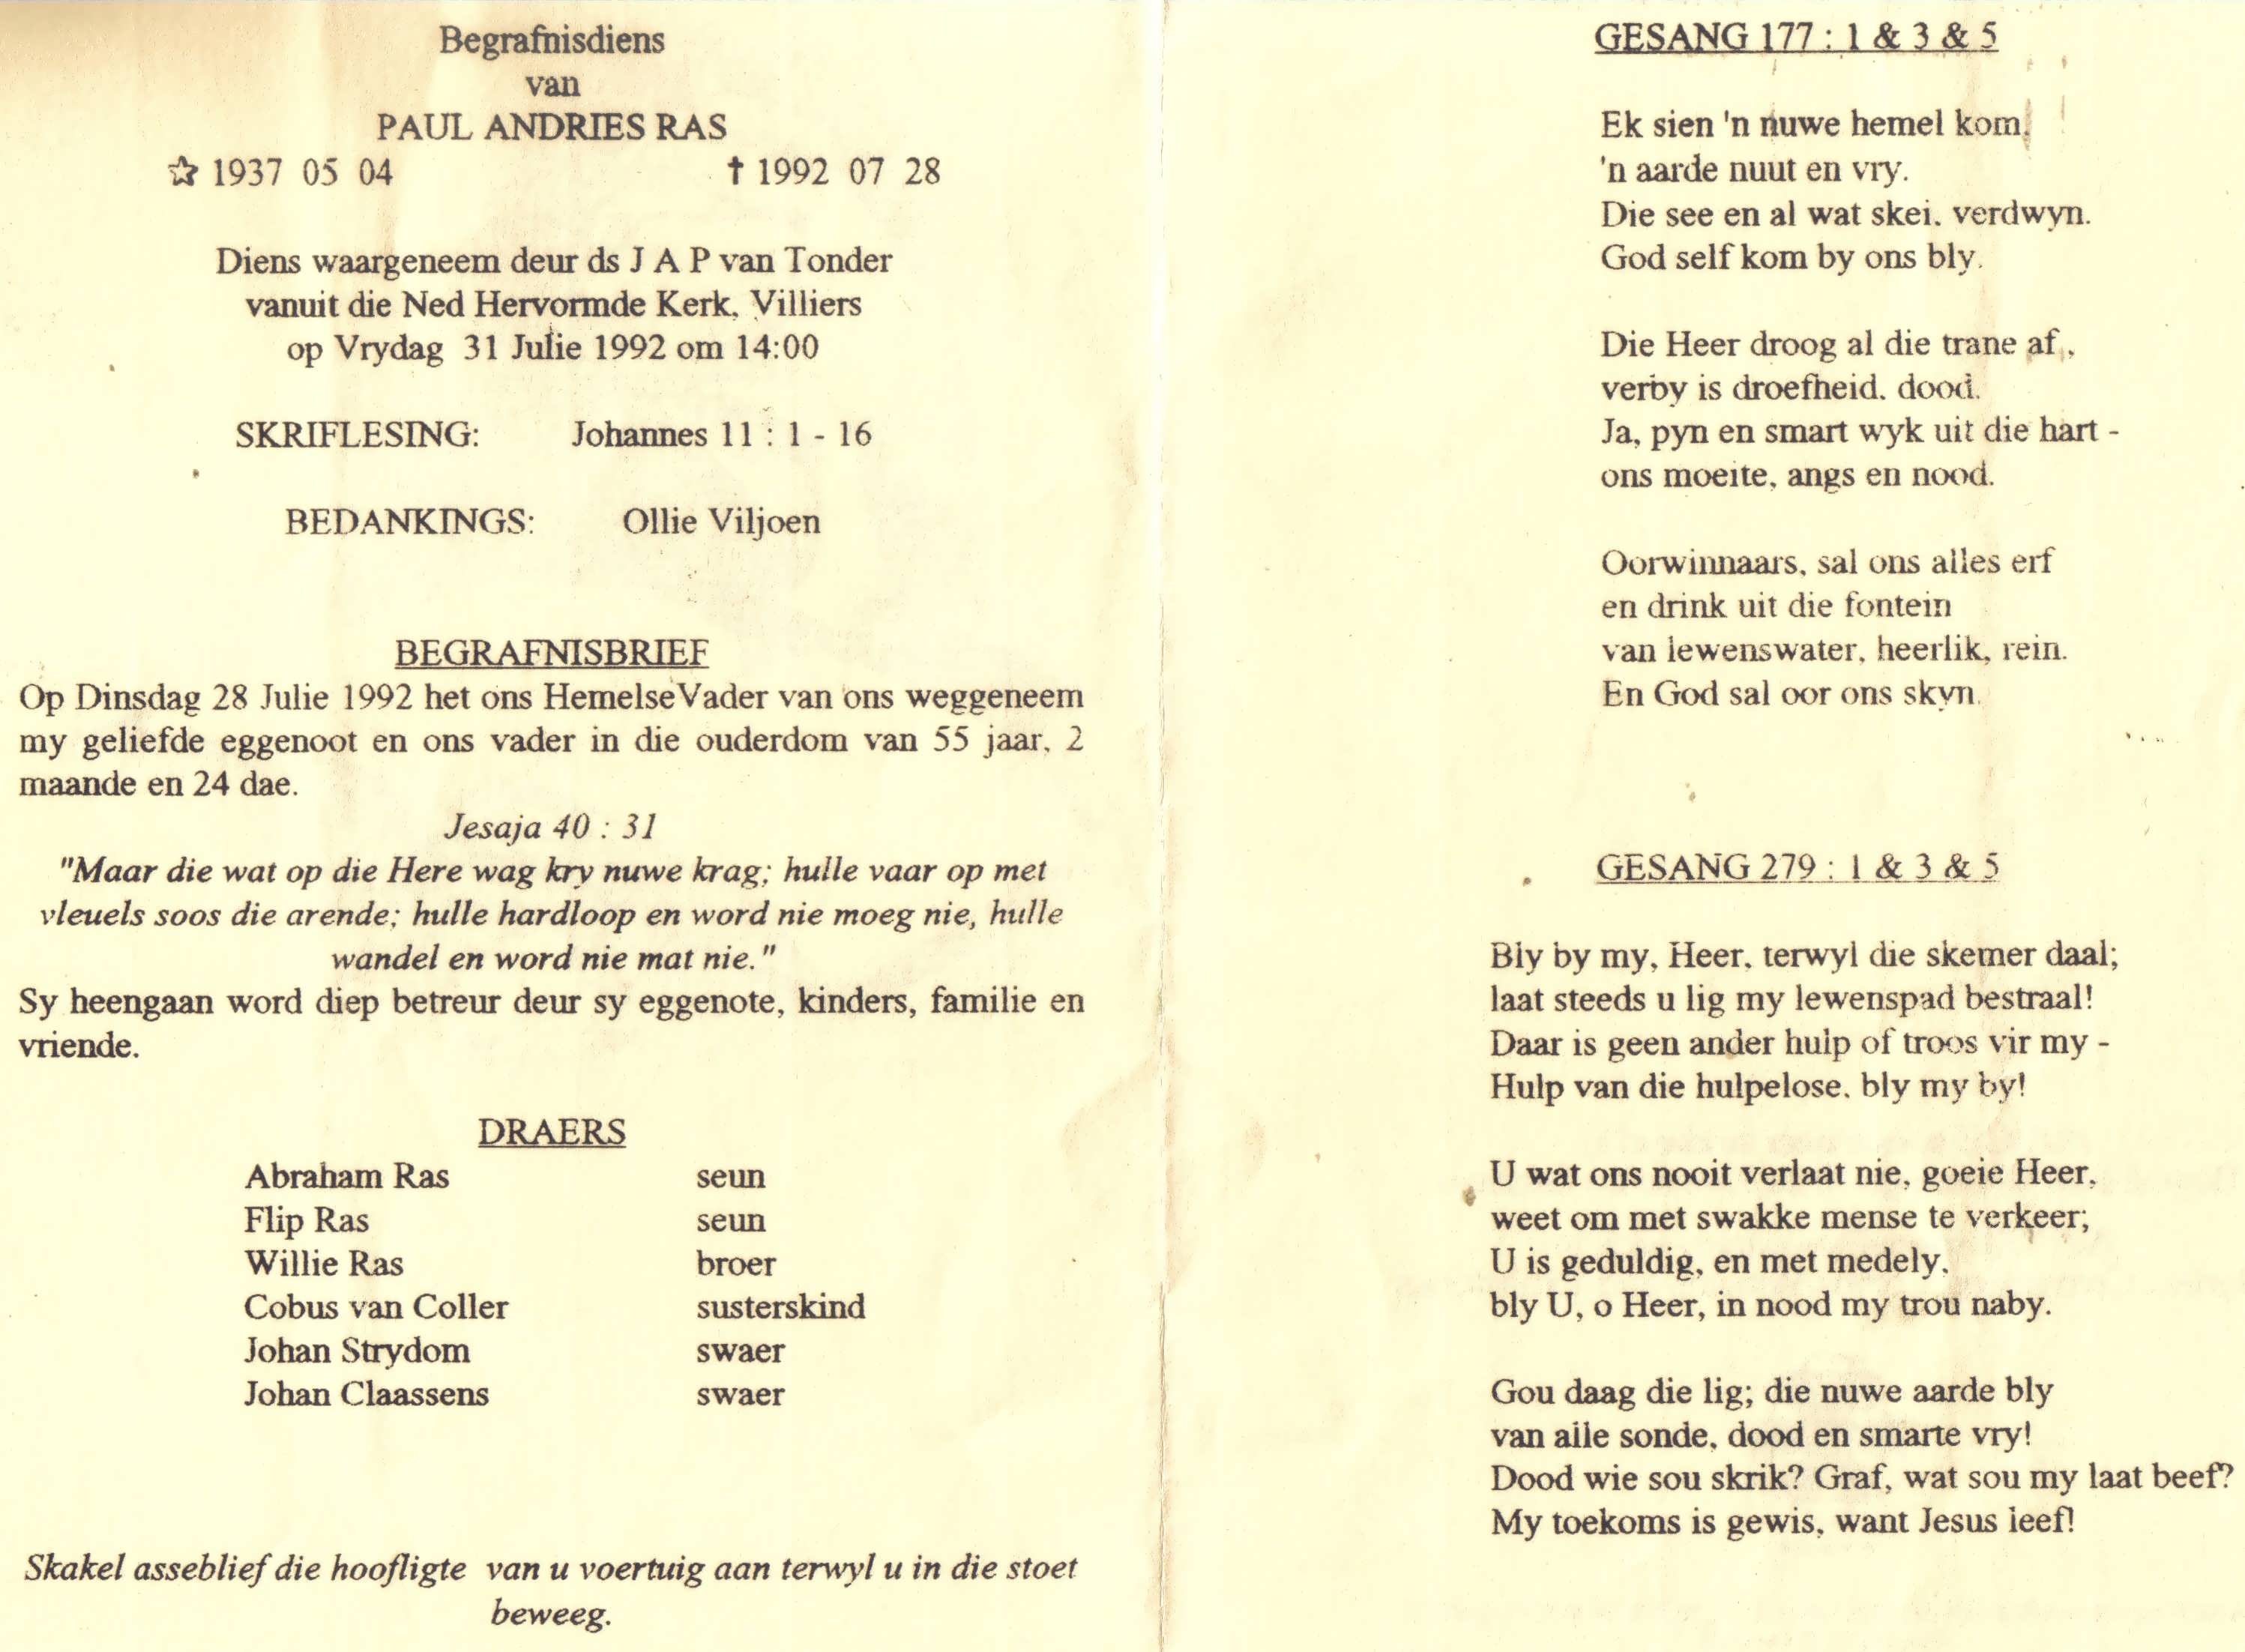 Begrafnisdiens
van
PAUL ANDRIES RAS
☆ 1937 05 04 † 1992 07 28
Diens waargeneem deur ds J A P van Tonder
vanuit die Ned Hervormde Kerk, Villiers
op Vrydag 31 Julie 1992 om 14:00
SKRIFLESING: Johannes 11 : 1 - 16
BEDANKINGS: Ollie Viljoen
BEGRAFNISBRIEF
Op Dinsdag 28 Julie 1992 het ons HemelseVader van ons weggeneem
my geliefde eggenoot en ons vader in die ouderdom van 55 jaar, 2
maande en 24 dae.
Jesaja 40 : 31
"Maar die wat op die Here wag kry nuwe krag; hulle vaar op met
vleuels soos die arende; hulle hardloop en word nie moeg nie, hulle
wandel en word nie mat nie."
Sy heengaan word diep betreur deur sy eggenote, kinders, familie en
vriende.
DRAERS
Abraham Ras seun
Flip Ras seun
Willie Ras broer
Cobus van Coller susterskind
Johan Strydom swaer
Johan Claassens swaer
Skakel asseblief die hoofligte van u voertuig aan terwyl u in die stoet
beweeg.
GESANG 177 : 1 & 3 & 5
Ek sien 'n nuwe hemel kom,
'n aarde nuut en vry.
Die see en al wat skei, verdwyn.
God self kom by ons bly.
Die Heer droog al die trane af,
verby is droefheid, dood.
Ja, pyn en smart wyk uit die hart -
ons moeite, angs en nood.
Oorwinnaars, sal ons alles erf
en drink uit die fontein
van lewenswater, heerlik, rein.
En God sal oor ons skyn.
GESANG 279 : 1 & 3 & 5
Bly by my, Heer, terwyl die skemer daal;
laat steeds u lig my lewenspad bestraal!
Daar is geen ander hulp of troos vir my -
Hulp van die hulpelose, bly my by!
U wat ons nooit verlaat nie, goeie Heer,
weet om met swakke mense te verkeer;
U is geduldig, en met medely,
bly U, o Heer, in nood my trou naby.
Gou daag die lig; die nuwe aarde bly
van alle sonde, dood en smarte vry!
Dood wie sou skrik? Graf, wat sou my laat beef?
My toekoms is gewis, want Jesus leef!